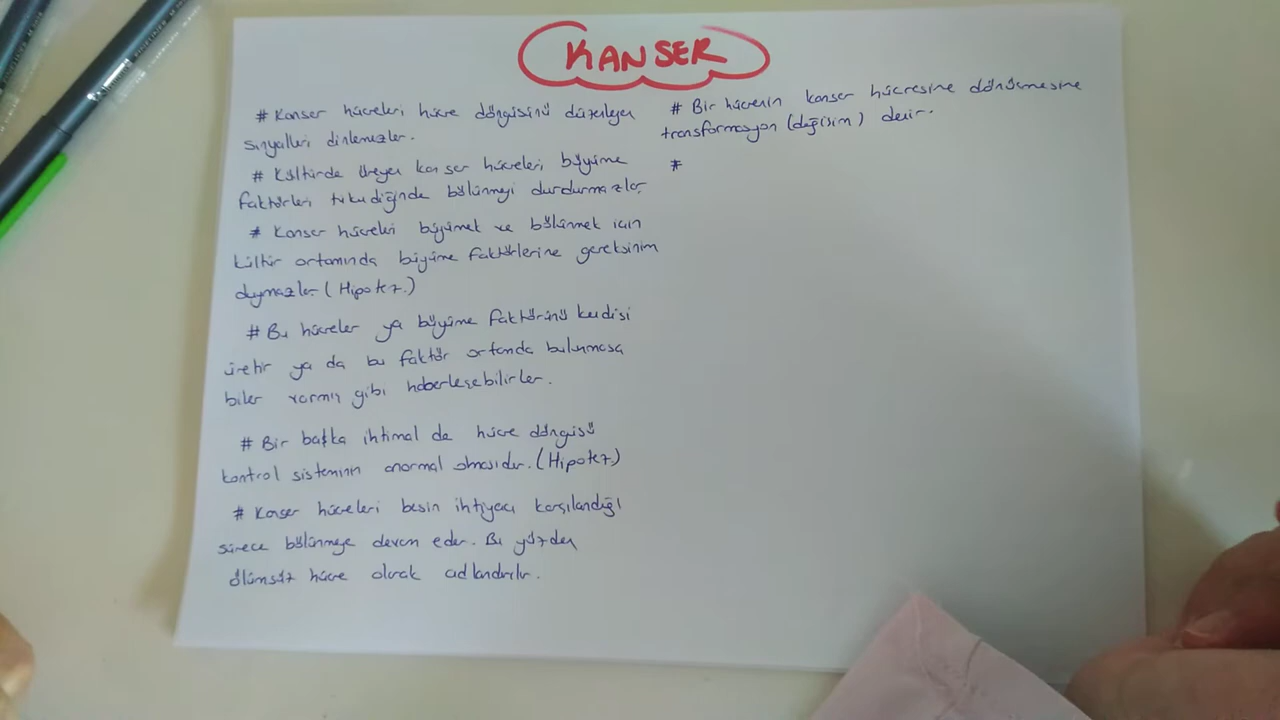 KANSER
# Kanser hücreleri hücre döngüsünü düzenleyen
sinyalleri dinlemezler.
# Kültürde üreyen kanser hücreleri, büyüme
faktörleri tükendiğinde bölünmeyi durdurmazlar.
# Kanser hücreleri büyümek ve bölünmek için
kültür ortamında büyüme faktörlerine gereksinim
duymazlar. (Hipotez.)
# Bu hücreler ya büyüme faktörünü kendisi
üretir ya da bu faktör ortamda bulunmasa
bile varmış gibi haberleşebilirler.
# Bir başka ihtimal de hücre döngüsü
kontrol sisteminin anormal olmasıdır. (Hipotez)
# Kanser hücreleri besin ihtiyacı karşılandığı
sürece bölünmeye devam eder. Bu yüzden
ölümsüz hücre olarak adlandırılır.
# Bir hücrenin kanser hücresine dönüşmesine
transformasyon (değişim) denir.
#